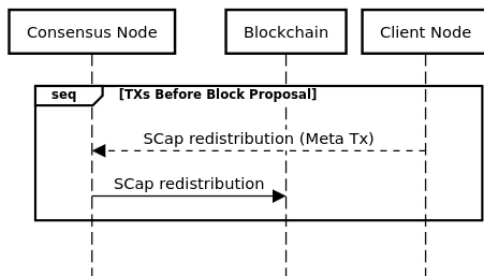 Consensus Node
Blockchain
Client Node
seq
[TXs Before Block Proposal]
SCap redistribution (Meta Tx)
SCap redistribution